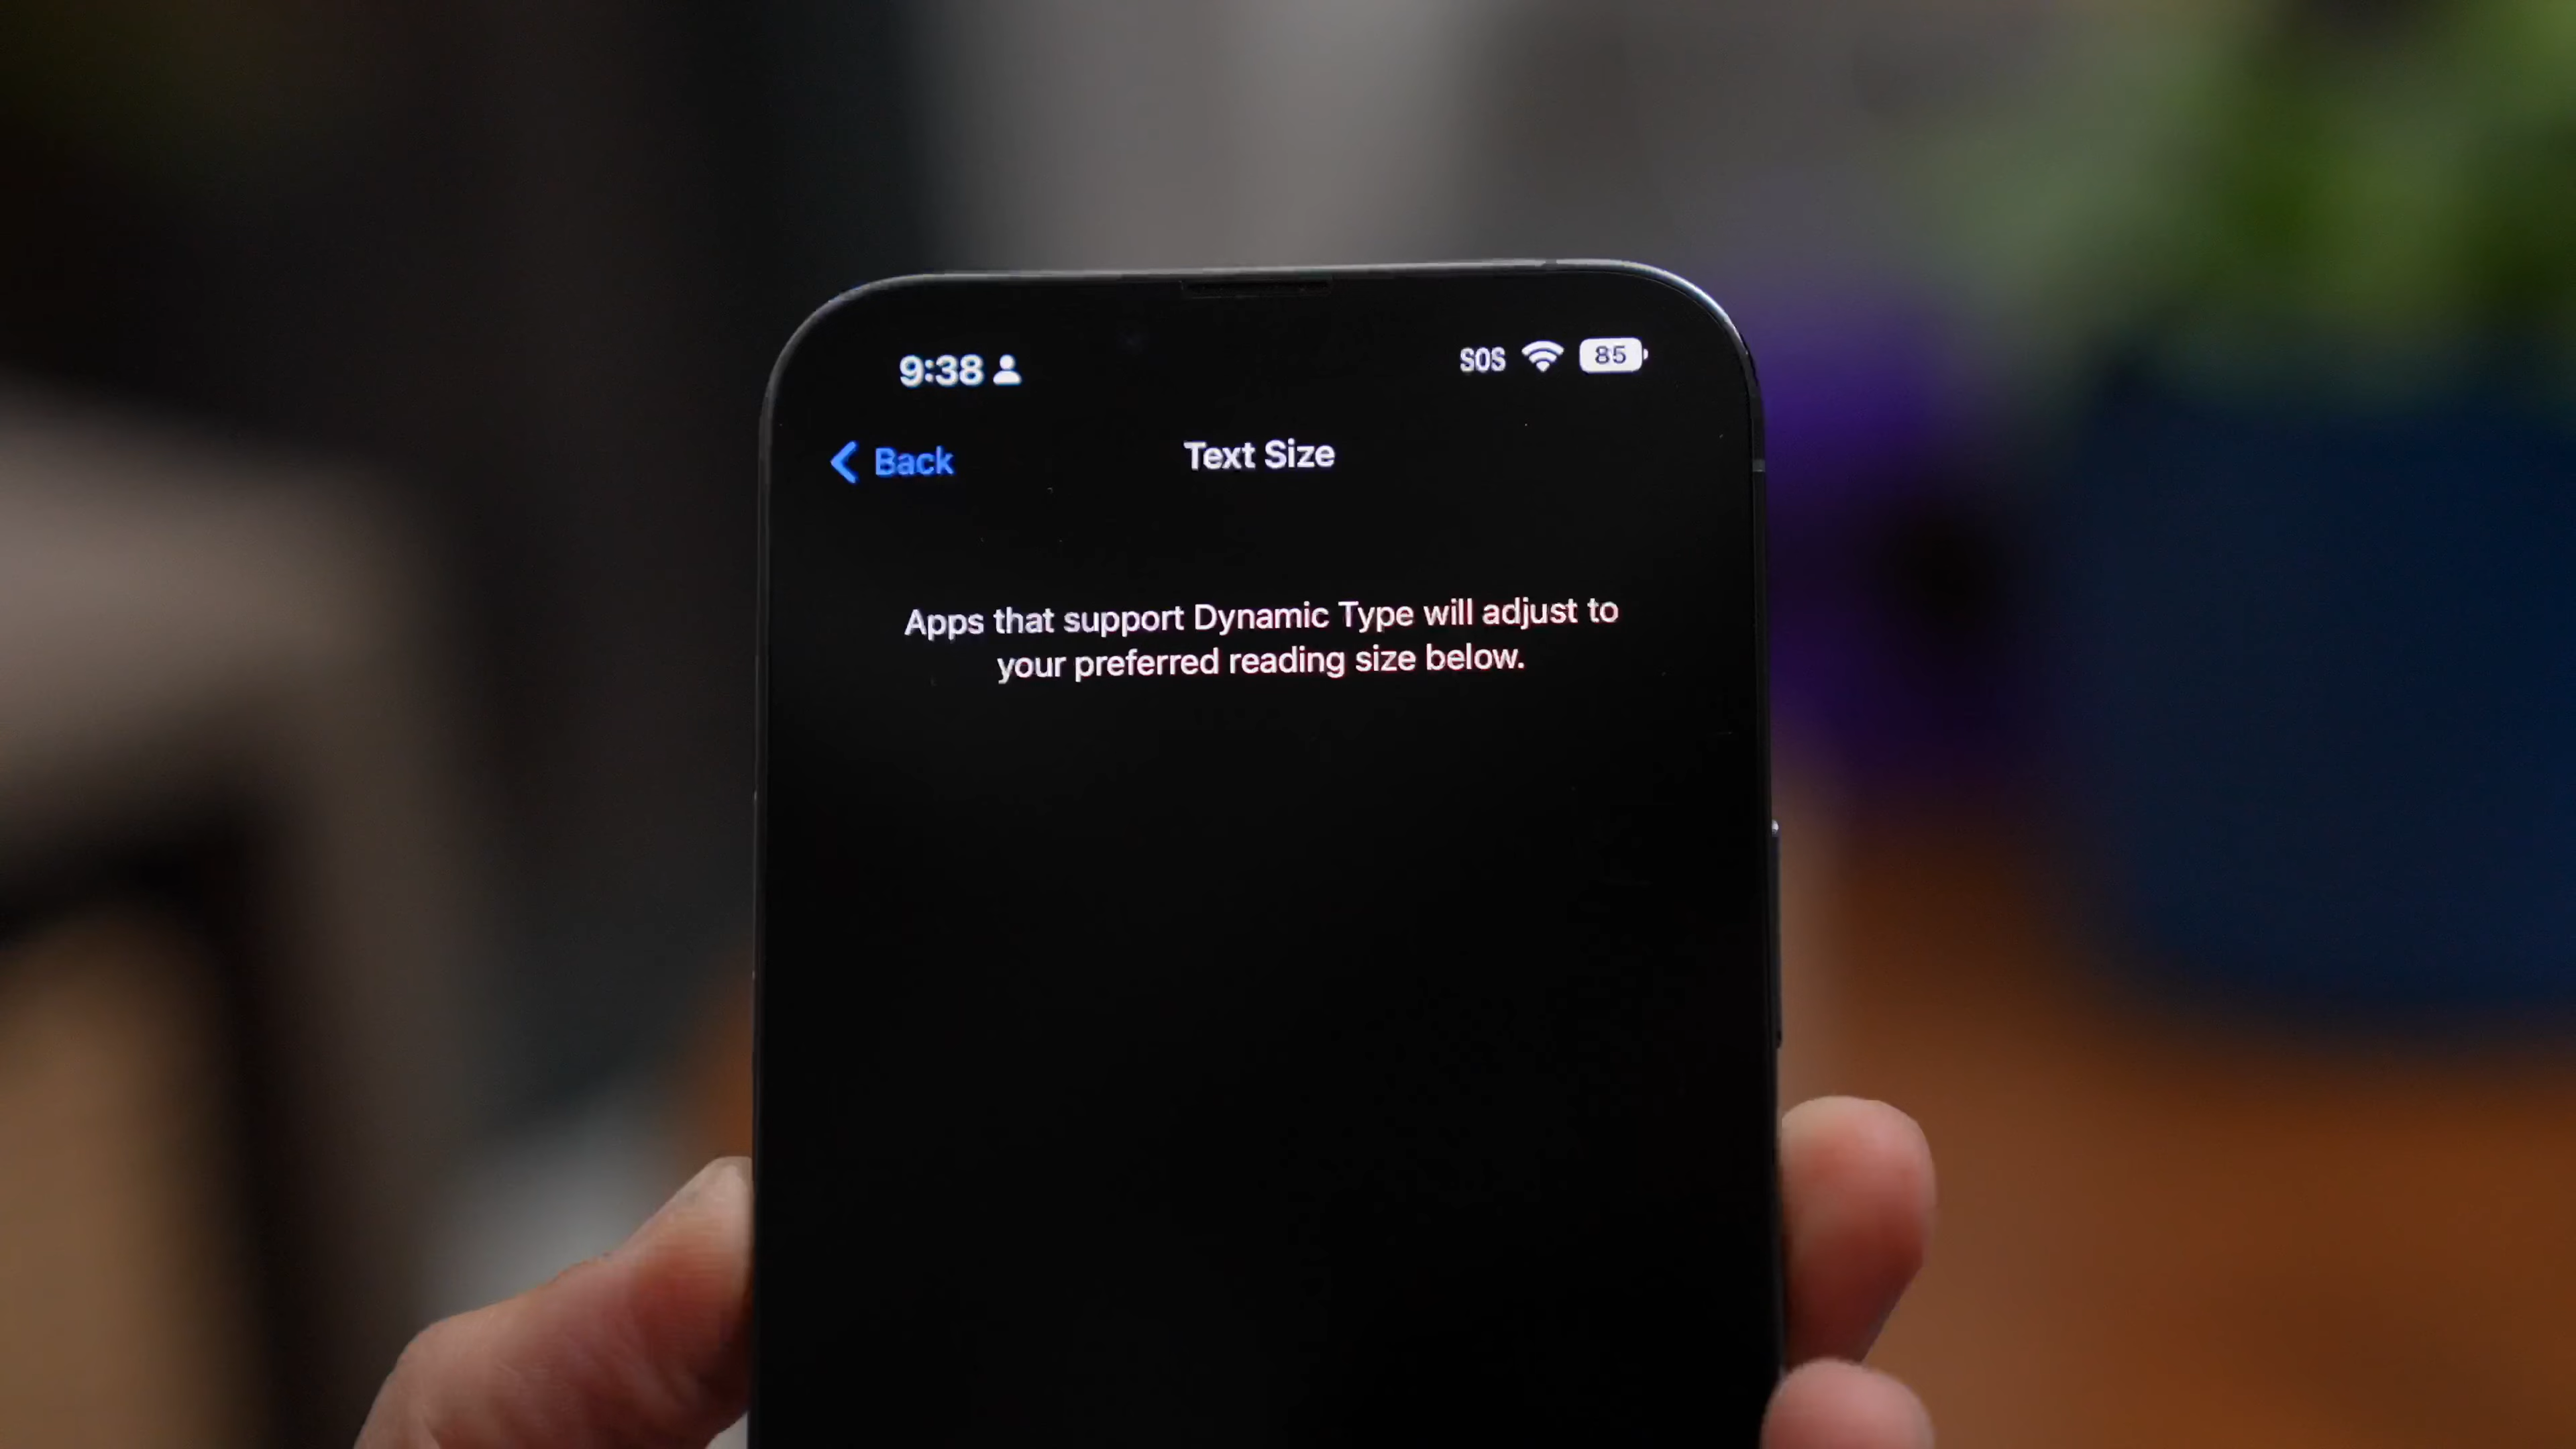 9:38 SOS 85
Back Text Size
Apps that support Dynamic Type will adjust to
your preferred reading size below.